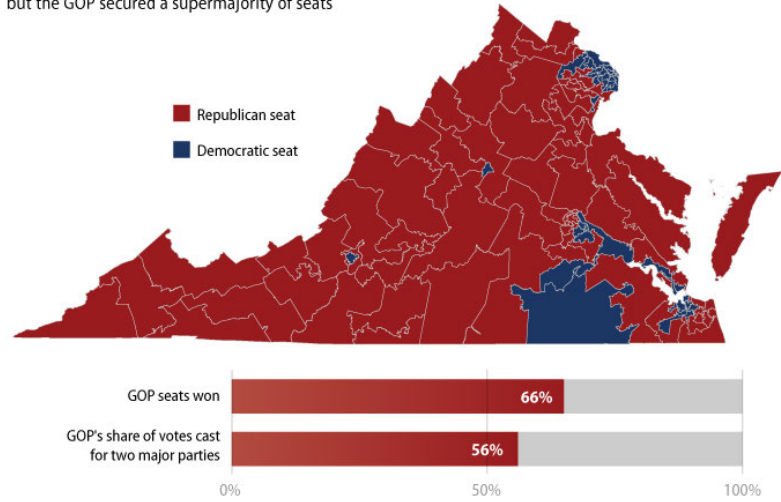 but the GOP secured a supermajority of seats
Republican seat
Democratic seat
GOP seats won
66%
GOP's share of votes cast
for two major parties
56%
0%
50%
100%